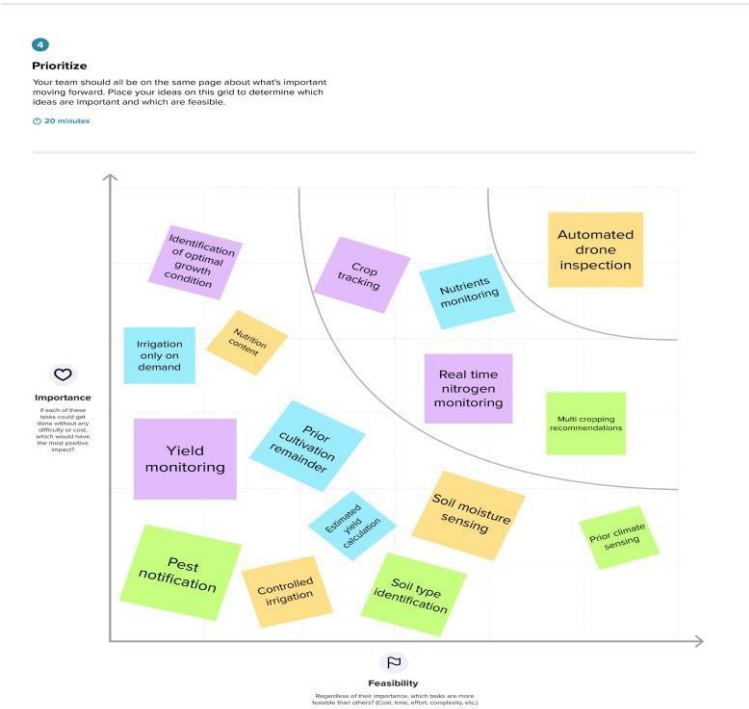 4
Prioritize
Your team should all be on the same page about what's important
moving forward. Place your ideas on this grid to determine which
ideas are important and which are feasible.
20 minutes
Identification
of optimal
growth
condition
Crop
tracking
Nutrients
monitoring
Automated
drone
inspection
Irrigation
only on
demand
Nutrition
content
Real time
nitrogen
monitoring
Multi cropping
recommendations
Importance
If each of these
tasks could get
done without any
difficulty or cost,
which would have
the most positive
impact?
Yield
monitoring
Prior
cultivation
remainder
Estimated
yield
calculation
Soil moisture
sensing
Prior climate
sensing
Pest
notification
Controlled
irrigation
Soil type
identification
Feasibility
Regardless of their importance, which tasks are more
feasible than others? (Cost, time, effort, complexity, etc.)